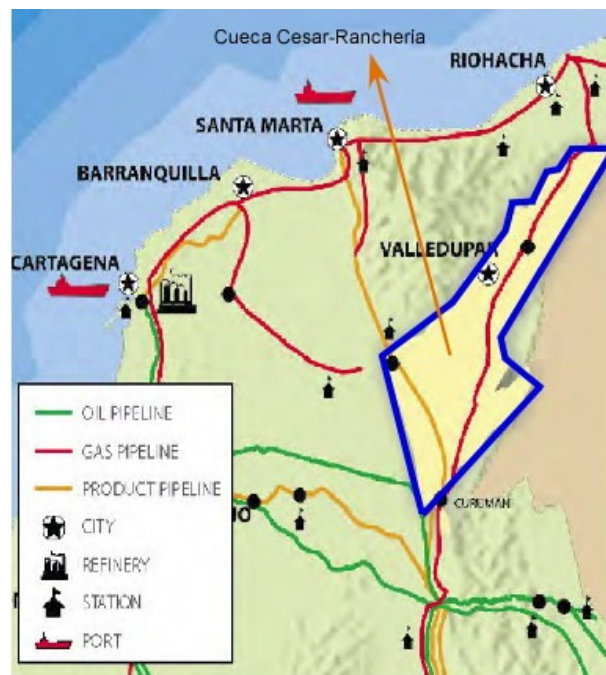 Cueca Cesar-Ranchería
RIOHACHA
SANTA MARTA
BARRANQUILLA
VALLEDUPAR
CARTAGENA
OIL PIPELINE
GAS PIPELINE
PRODUCT PIPELINE
CURUMANI
CITY
REFINERY
STATION
PORT